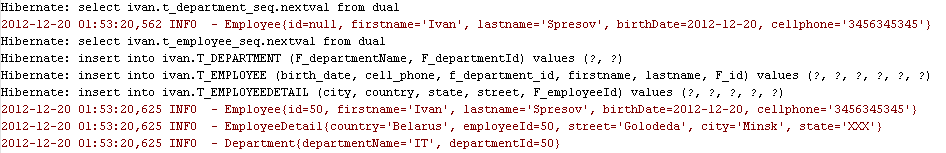 Hibernate: select ivan.t_department_seq.nextval from dual
2012-12-20 01:53:20,562 INFO  - Employee{id=null, firstname='Ivan', lastname='Spresov', birthDate=2012-12-20, cellphone='3456345345'}
Hibernate: select ivan.t_employee_seq.nextval from dual
Hibernate: insert into ivan.T_DEPARTMENT (F_departmentName, F_departmentId) values (?, ?)
Hibernate: insert into ivan.T_EMPLOYEE (birth_date, cell_phone, f_department_id, firstname, lastname, F_id) values (?, ?, ?, ?, ?, ?)
Hibernate: insert into ivan.T_EMPLOYEEDETAIL (city, country, state, street, F_employeeId) values (?, ?, ?, ?, ?)
2012-12-20 01:53:20,625 INFO  - Employee{id=50, firstname='Ivan', lastname='Spresov', birthDate=2012-12-20, cellphone='3456345345'}
2012-12-20 01:53:20,625 INFO  - EmployeeDetail{country='Belarus', employeeId=50, street='Golodeda', city='Minsk', state='XXX'}
2012-12-20 01:53:20,625 INFO  - Department{departmentName='IT', departmentId=50}